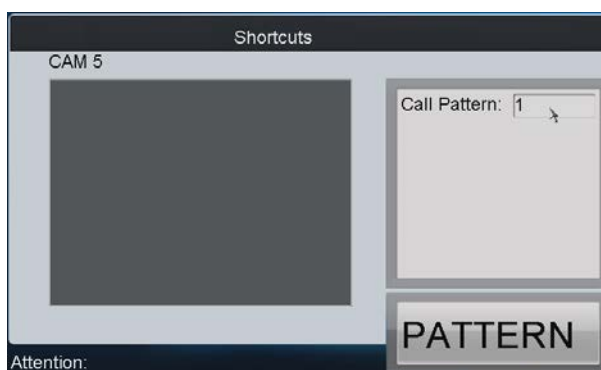 Shortcuts
CAM 5
Call Pattern: 1
PATTERN
Attention: